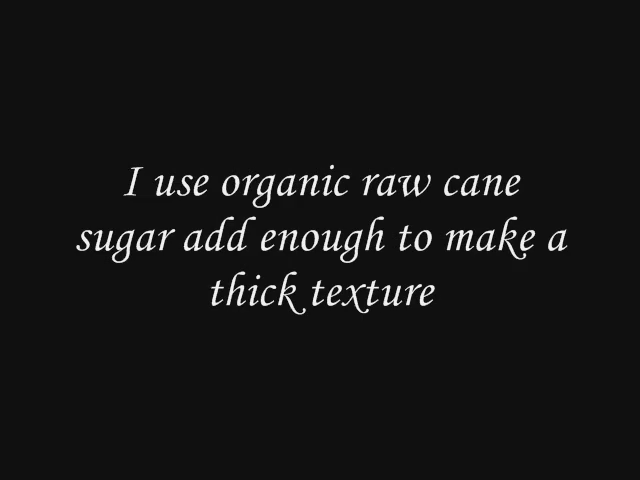 I use organic raw cane
sugar add enough to make a
thick texture